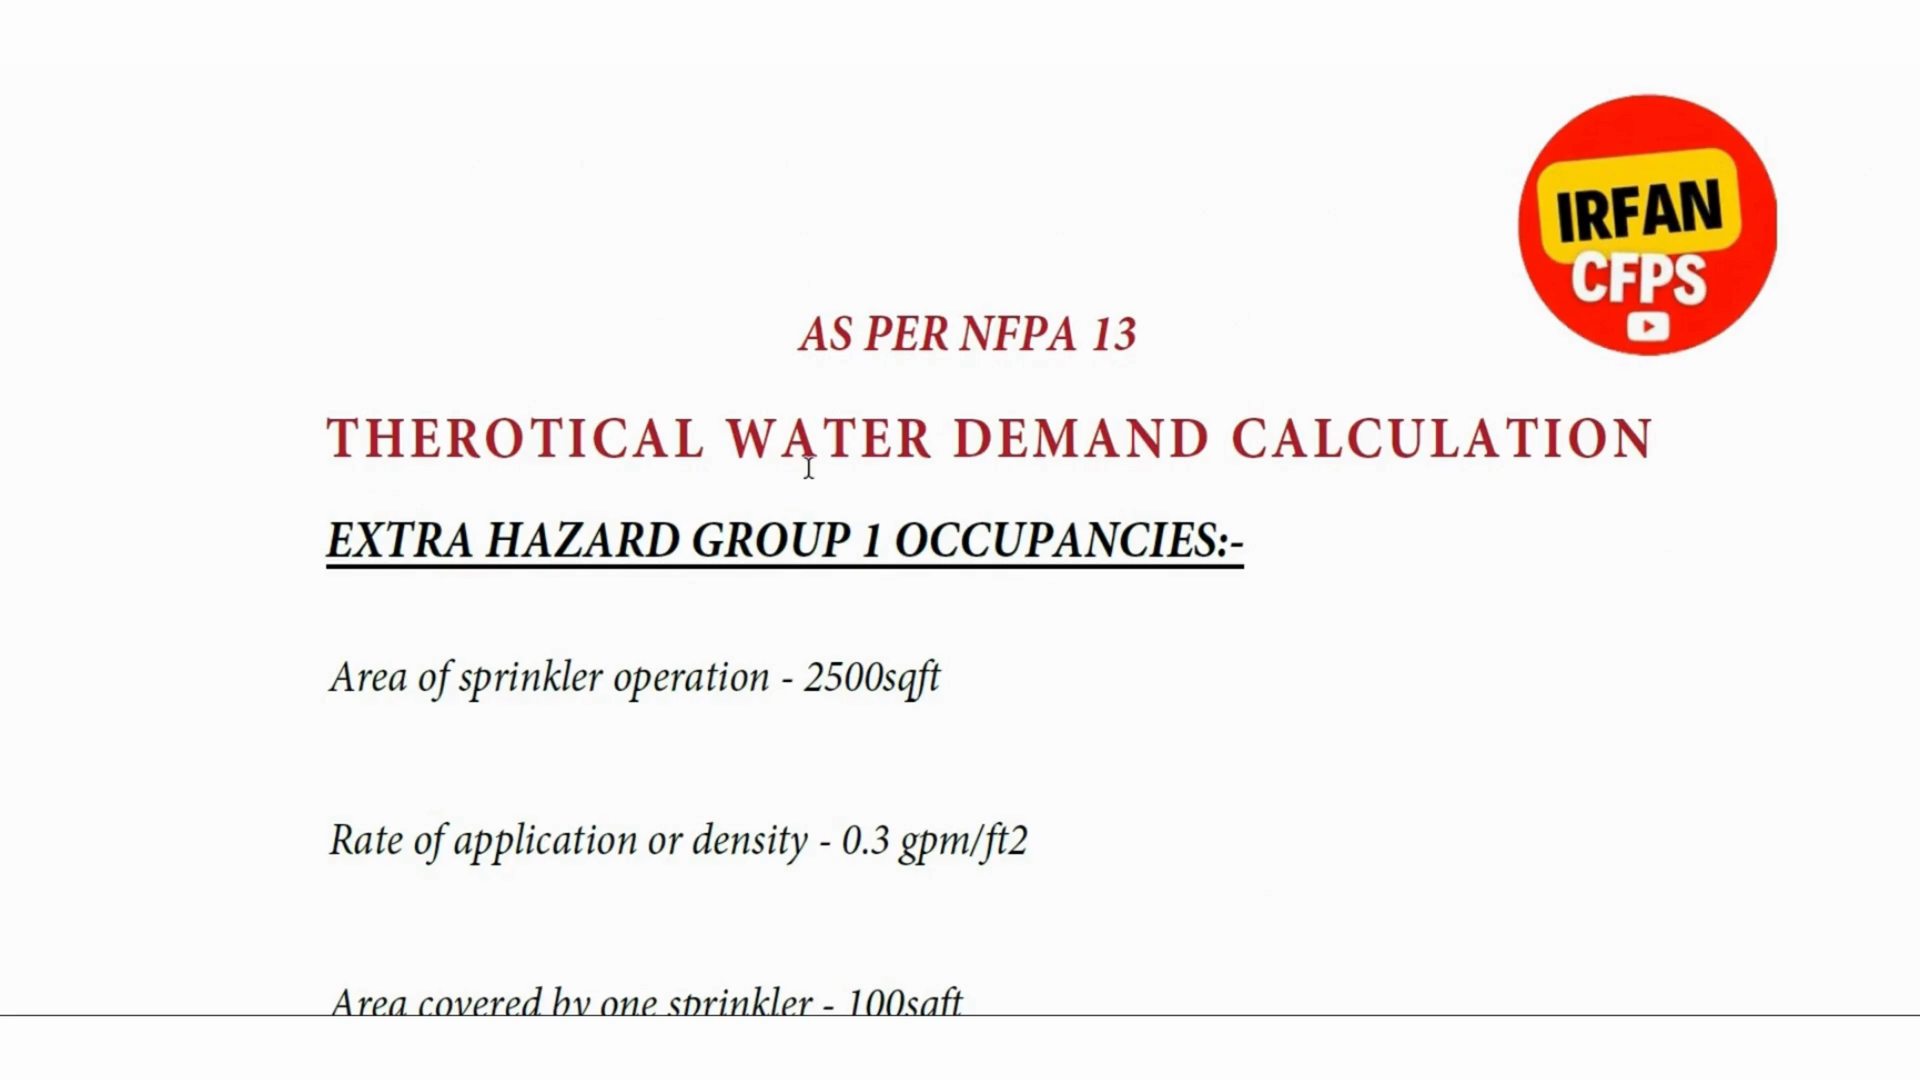 IRFAN
CFPS
AS PER NFPA 13
THEROTICAL WATER DEMAND CALCULATION
EXTRA HAZARD GROUP 1 OCCUPANCIES:-
Area of sprinkler operation - 2500sqft
Rate of application or density - 0.3 gpm/ft2
Area covered by one sprinkler - 100sqft